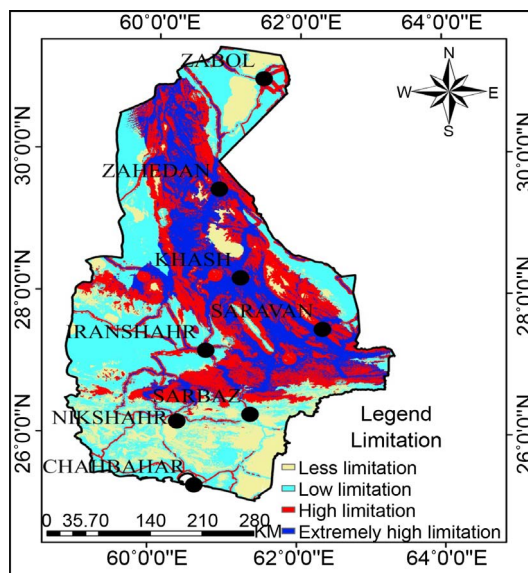 60°0'0"E 62°0'0"E 64°0'0"E
N
W E
S
ZABOL
30°0'0"N 30°0'0"N
ZAHEDAN
KHASH
28°0'0"N 28°0'0"N
SARAVAN
IRANSHAHR
SARBAZ
NIKSHAHR
26°0'0"N 26°0'0"N
CHAHBAHAR
Legend
Limitation
Less limitation
Low limitation
High limitation
Extremely high limitation
0 35.70 140 210 280
KM
60°0'0"E 62°0'0"E 64°0'0"E